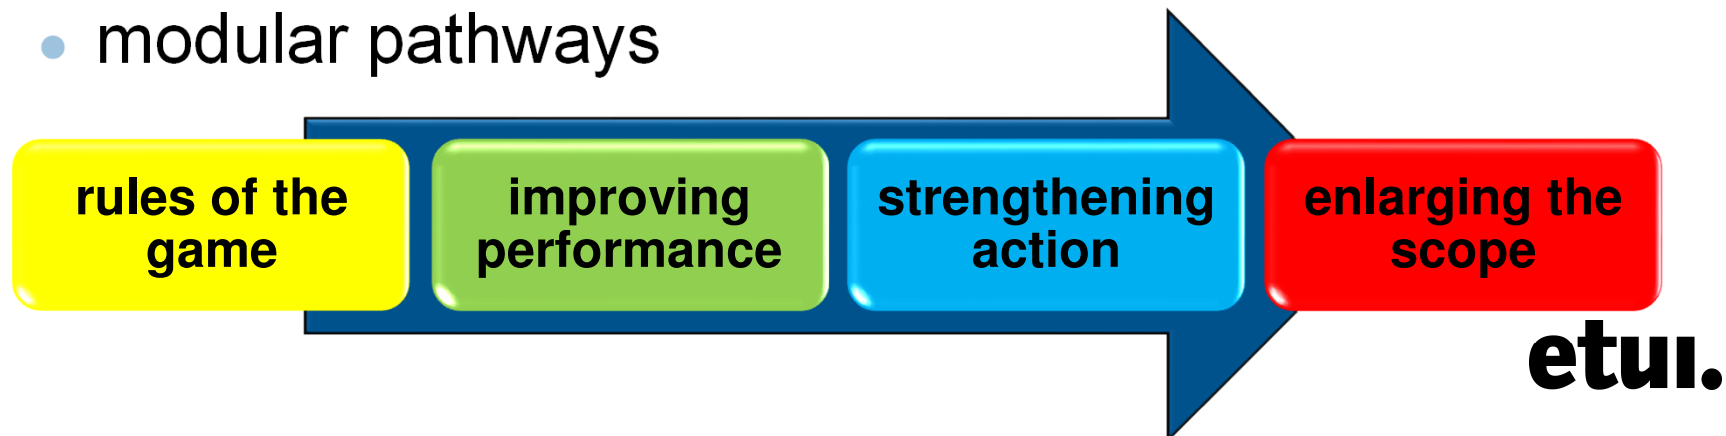 modular pathways
rules of the
game
improving
performance
strengthening
action
enlarging the
scope
etui.